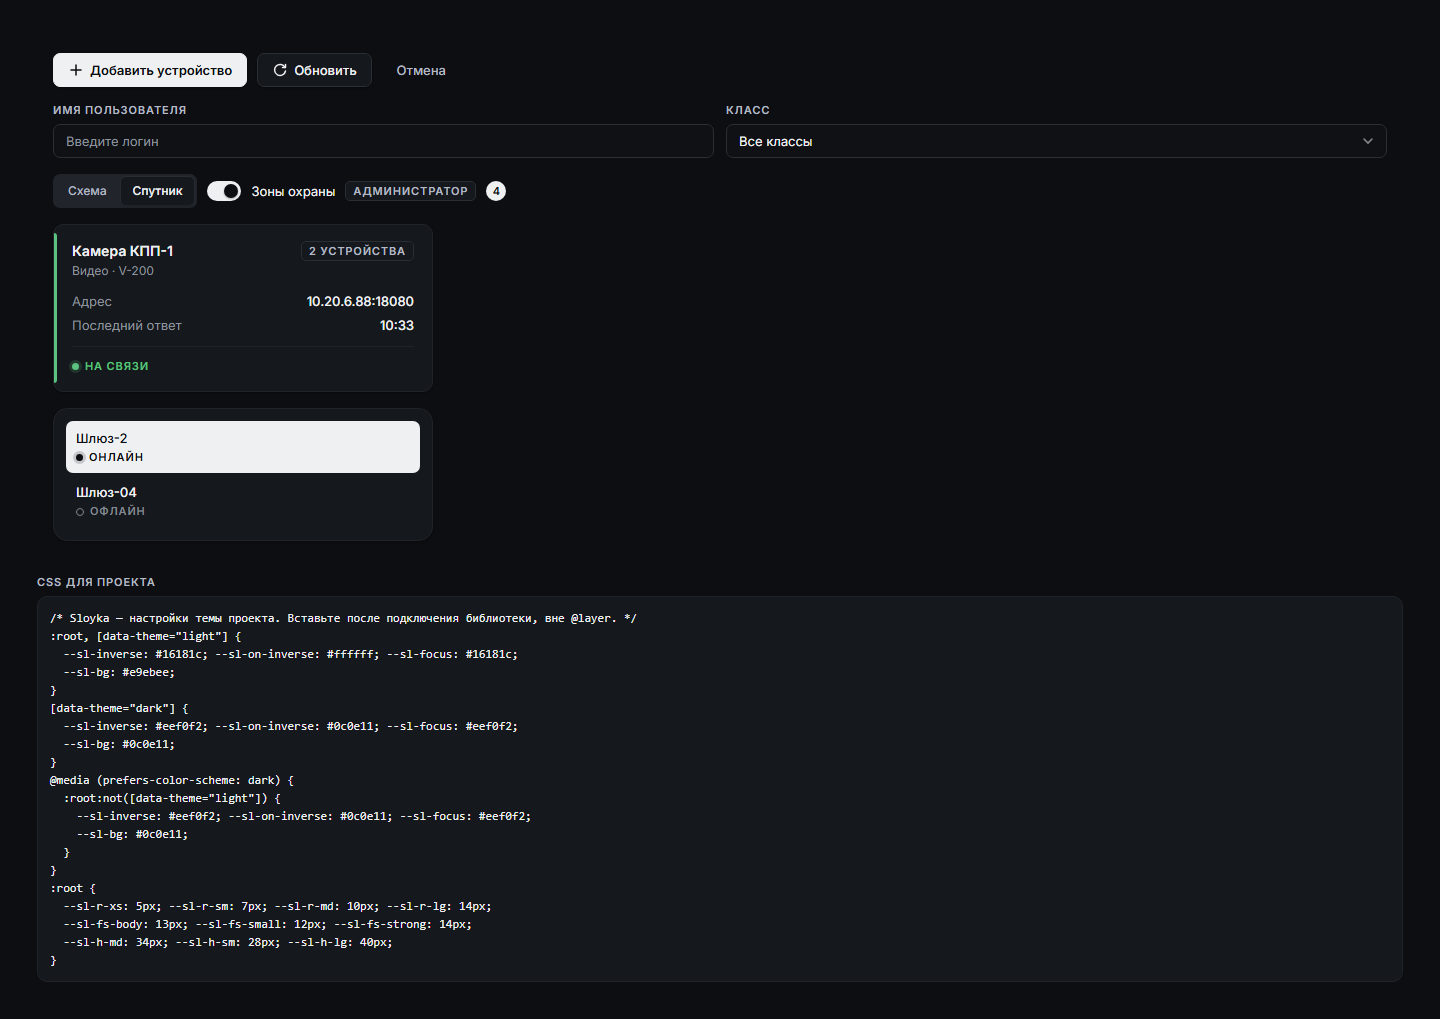 Добавить устройство
Обновить
Отмена
ИМЯ ПОЛЬЗОВАТЕЛЯ
КЛАСС
Введите логин
Все классы
Схема
Спутник
Зоны охраны
АДМИНИСТРАТОР
4
Камера КПП-1
2 УСТРОЙСТВА
Видео · V-200
Адрес
10.20.6.88:18080
Последний ответ
10:33
НА СВЯЗИ
Шлюз-2
ОНЛАЙН
Шлюз-04
ОФЛАЙН
CSS ДЛЯ ПРОЕКТА
/* Sloyka — настройки темы проекта. Вставьте после подключения библиотеки, вне @layer. */
:root, [data-theme="light"] {
  --sl-inverse: #16181c; --sl-on-inverse: #ffffff; --sl-focus: #16181c;
  --sl-bg: #e9ebee;
}
[data-theme="dark"] {
  --sl-inverse: #eef0f2; --sl-on-inverse: #0c0e11; --sl-focus: #eef0f2;
  --sl-bg: #0c0e11;
}
@media (prefers-color-scheme: dark) {
  :root:not([data-theme="light"]) {
    --sl-inverse: #eef0f2; --sl-on-inverse: #0c0e11; --sl-focus: #eef0f2;
    --sl-bg: #0c0e11;
  }
}
:root {
  --sl-r-xs: 5px; --sl-r-sm: 7px; --sl-r-md: 10px; --sl-r-lg: 14px;
  --sl-fs-body: 13px; --sl-fs-small: 12px; --sl-fs-strong: 14px;
  --sl-h-md: 34px; --sl-h-sm: 28px; --sl-h-lg: 40px;
}